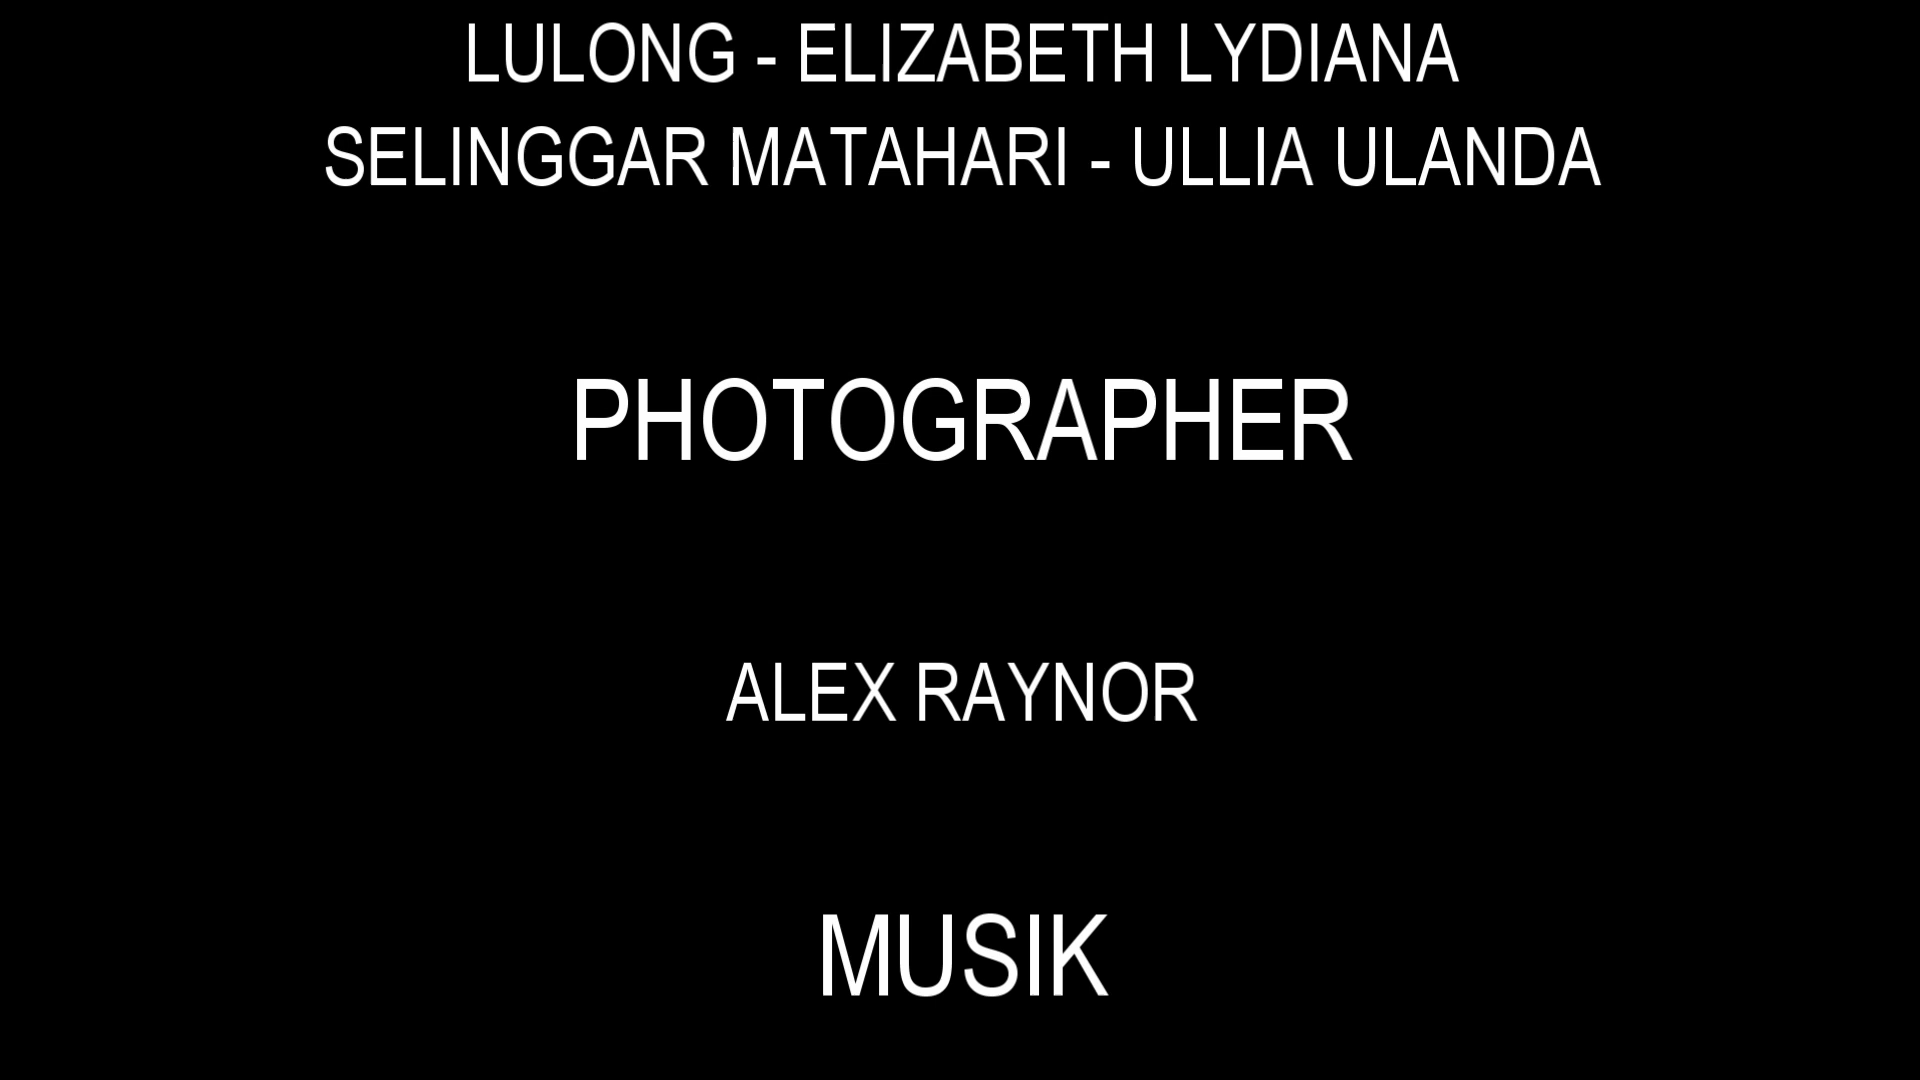 LULONG - ELIZABETH LYDIANA
SELINGGAR MATAHARI - ULLIA ULANDA
PHOTOGRAPHER
ALEX RAYNOR
MUSIK